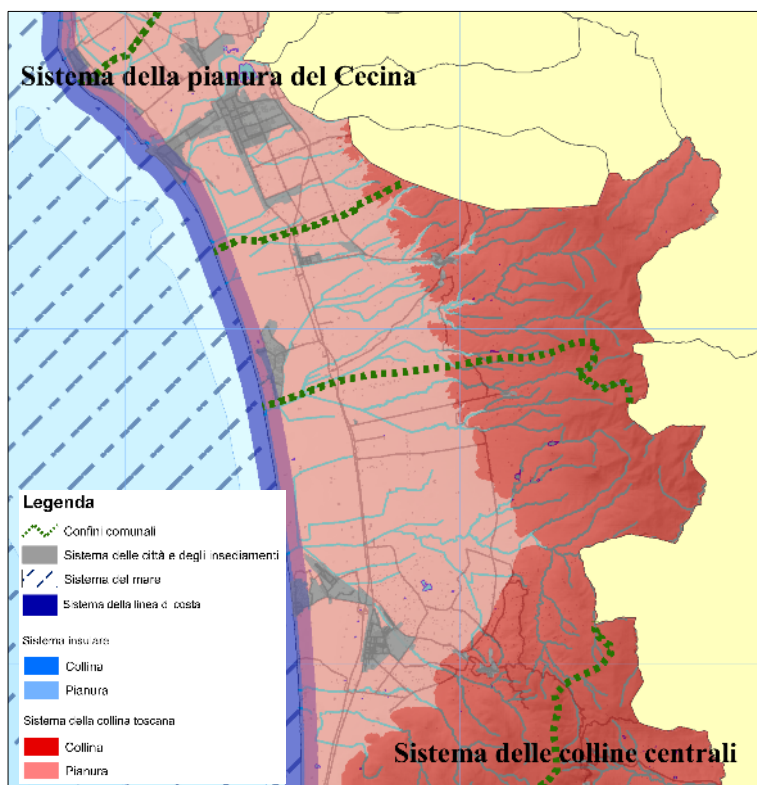 Sistema della pianura del Cecina
Legenda
Confini comunali
Sistema delle città e degli insediamenti
Sistema del mare
Sistema della linea di costa
Sistema insulare
Collina
Pianura
Sistema della collina toscana
Collina
Pianura
Sistema delle colline centrali